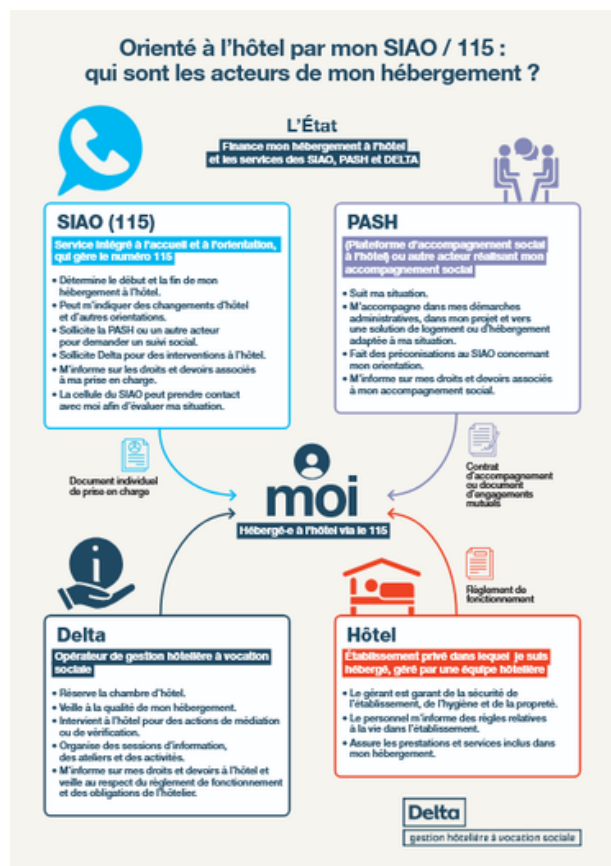 Orienté à l'hôtel par mon SIAO / 115 :
qui sont les acteurs de mon hébergement ?
L'État
Finance mon hébergement à l'hôtel
et les services des SIAO, PASH et DELTA
SIAO (115)
Service intégré à l'accueil et à l'orientation,
qui gère le numéro 115
• Détermine le début et la fin de mon
hébergement à l'hôtel.
• Peut m'indiquer des changements d'hôtel
et d'autres orientations.
• Sollicite la PASH ou un autre acteur
pour demander un suivi social.
• Sollicite Delta pour des interventions à l'hôtel.
• M'informe sur les droits et devoirs associés
à ma prise en charge.
• La cellule du SIAO peut prendre contact
avec moi afin d'évaluer ma situation.
PASH
(Plateforme d'accompagnement social
à l'hôtel) ou autre acteur réalisant mon
accompagnement social
• Suit ma situation.
• M'accompagne dans mes démarches
administratives, dans mon projet et vers
une solution de logement ou d'hébergement
adaptée à ma situation.
• Fait des préconisations au SIAO concernant
mon orientation.
• M'informe sur mes droits et devoirs associés
à mon accompagnement social.
Document individuel
de prise en charge
Contrat
d'accompagnement
ou document
d'engagements
mutuels
moi
Hébergé·e à l'hôtel via le 115
Règlement de
fonctionnement
Delta
Opérateur de gestion hôtelière à vocation
sociale
• Réserve la chambre d'hôtel.
• Veille à la qualité de mon hébergement.
• Intervient à l'hôtel pour des actions de médiation
ou de vérification.
• Organise des sessions d'information,
des ateliers et des activités.
• M'informe sur mes droits et devoirs à l'hôtel et
veille au respect du règlement de fonctionnement
et des obligations de l'hôtelier.
Hôtel
Établissement privé dans lequel je suis
hébergé, géré par une équipe hôtelière
• Le gérant est garant de la sécurité de
l'établissement, de l'hygiène et de la propreté.
• Le personnel m'informe des règles relatives
à la vie dans l'établissement.
• Assure les prestations et services inclus dans
mon hébergement.
Delta
gestion hôtelière à vocation sociale